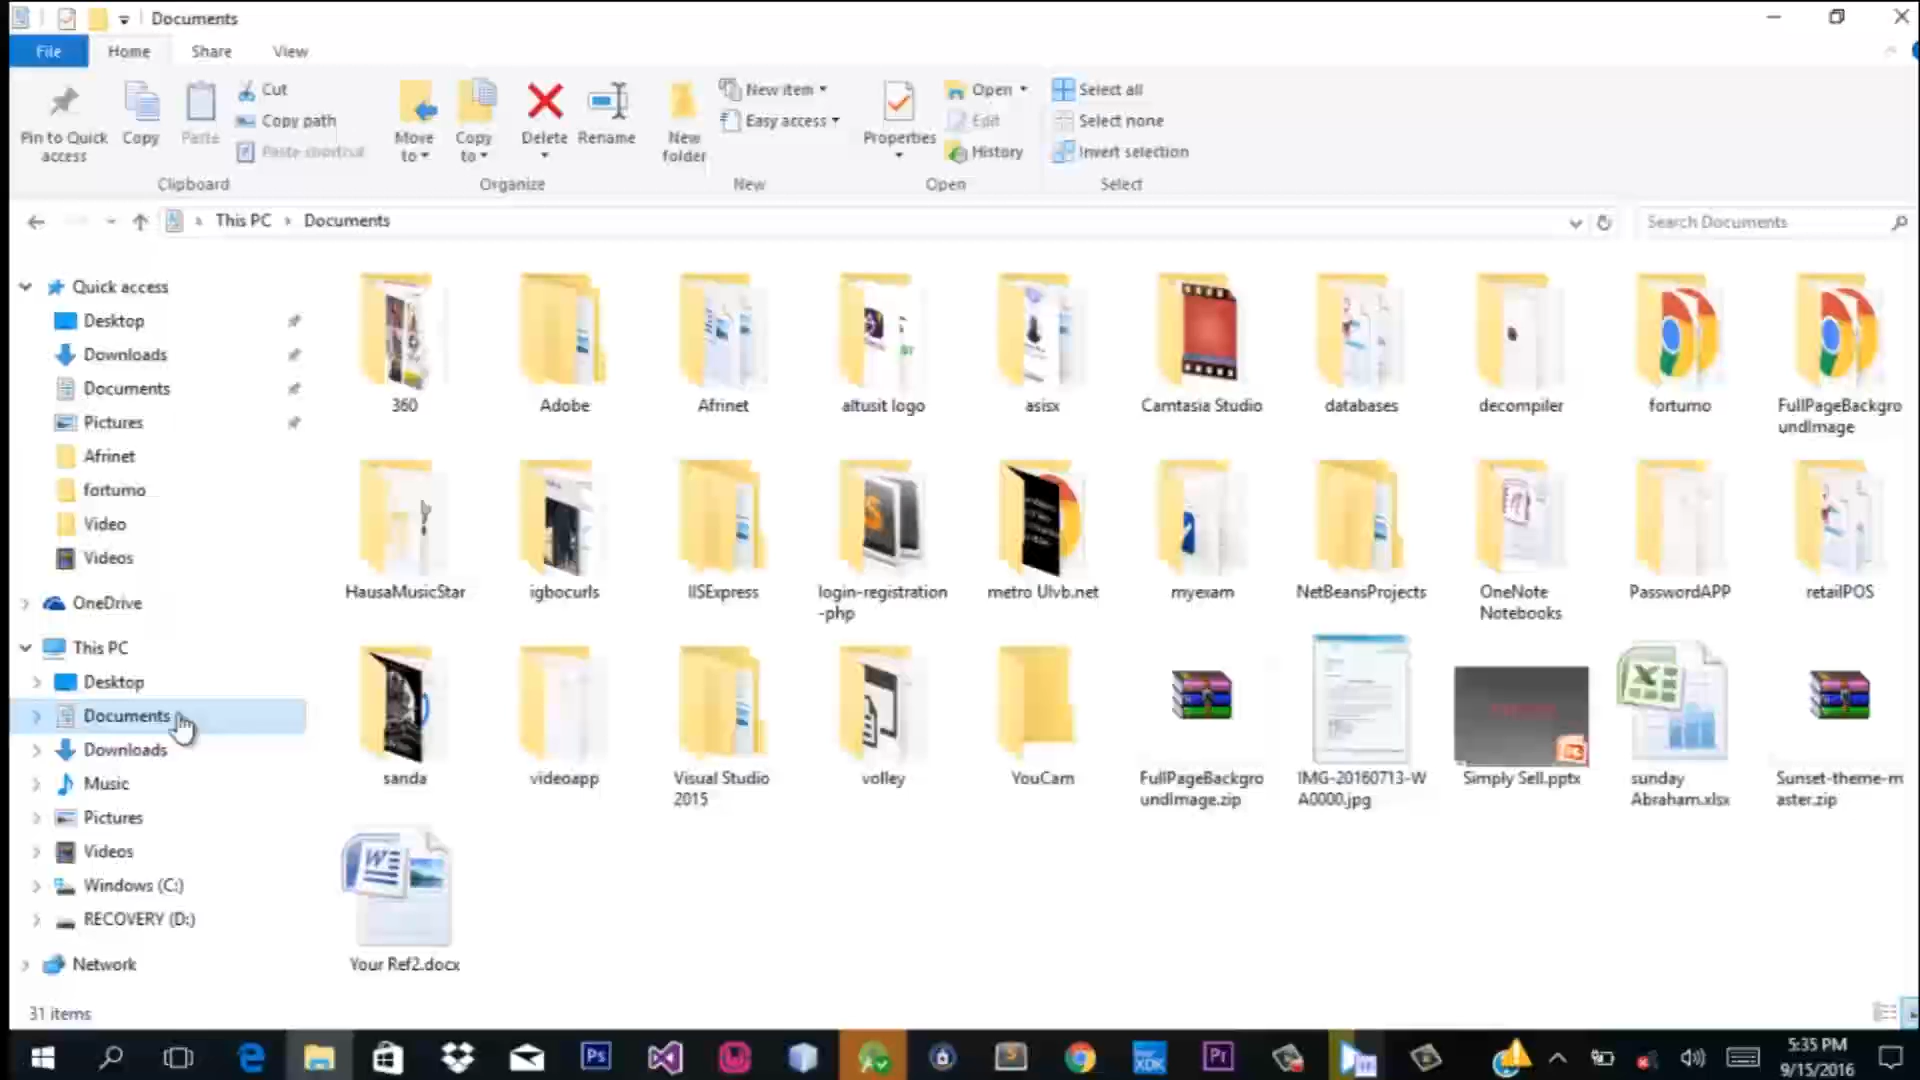 Documents
File Home Share View
Pin to Quick access
Copy
Paste
Cut
Copy path
Paste shortcut
Clipboard
Move to
Copy to
Delete
Rename
Organize
New folder
New item
Easy access
New
Properties
Open
Edit
History
Open
Select all
Select none
Invert selection
Select
This PC > Documents
Search Documents
Quick access
Desktop
Downloads
Documents
Pictures
Afrinet
fortumo
Video
Videos
OneDrive
This PC
Desktop
Documents
Downloads
Music
Pictures
Videos
Windows (C:)
RECOVERY (D:)
Network
360
Adobe
Afrinet
altusit logo
asisx
Camtasia Studio
databases
decompiler
fortumo
FullPageBackgro
undImage
HausaMusicStar
igbocurls
IISExpress
login-registration
-php
metro UIvb.net
myexam
NetBeansProjects
OneNote
Notebooks
PasswordAPP
retailPOS
sanda
videoapp
Visual Studio
2015
volley
YouCam
FullPageBackgro
undImage.zip
IMG-20160713-W
A0000.jpg
Simply Sell.pptx
sunday
Abraham.xlsx
Sunset-theme-m
aster.zip
Your Ref2.docx
31 items
Ps
XDK
Pr
5:35 PM
9/15/2016